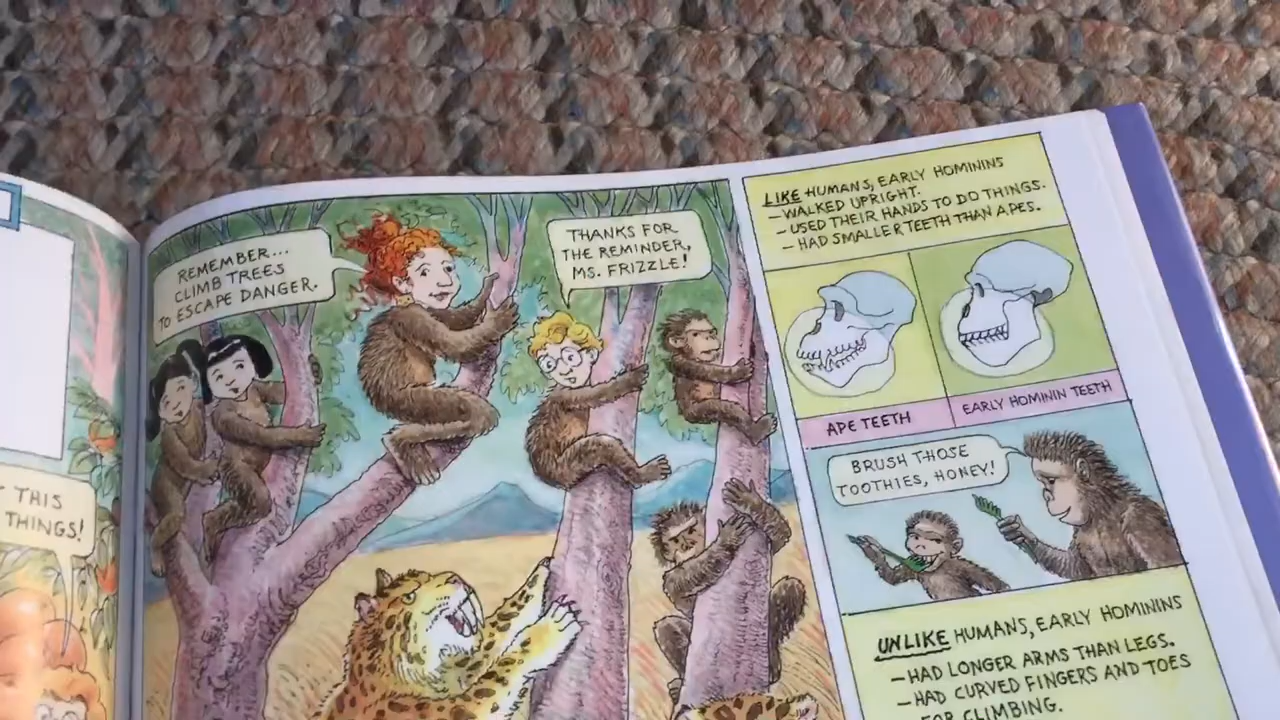 THIS
THINGS!
REMEMBER...
CLIMB TREES
TO ESCAPE DANGER.
THANKS FOR
THE REMINDER,
MS. FRIZZLE!
LIKE HUMANS, EARLY HOMININS
- WALKED UPRIGHT.
- USED THEIR HANDS TO DO THINGS.
- HAD SMALLER TEETH THAN APES.
APE TEETH
EARLY HOMININ TEETH
BRUSH THOSE
TOOTHIES, HONEY!
UNLIKE HUMANS, EARLY HOMININS
- HAD LONGER ARMS THAN LEGS.
- HAD CURVED FINGERS AND TOES
FOR CLIMBING.